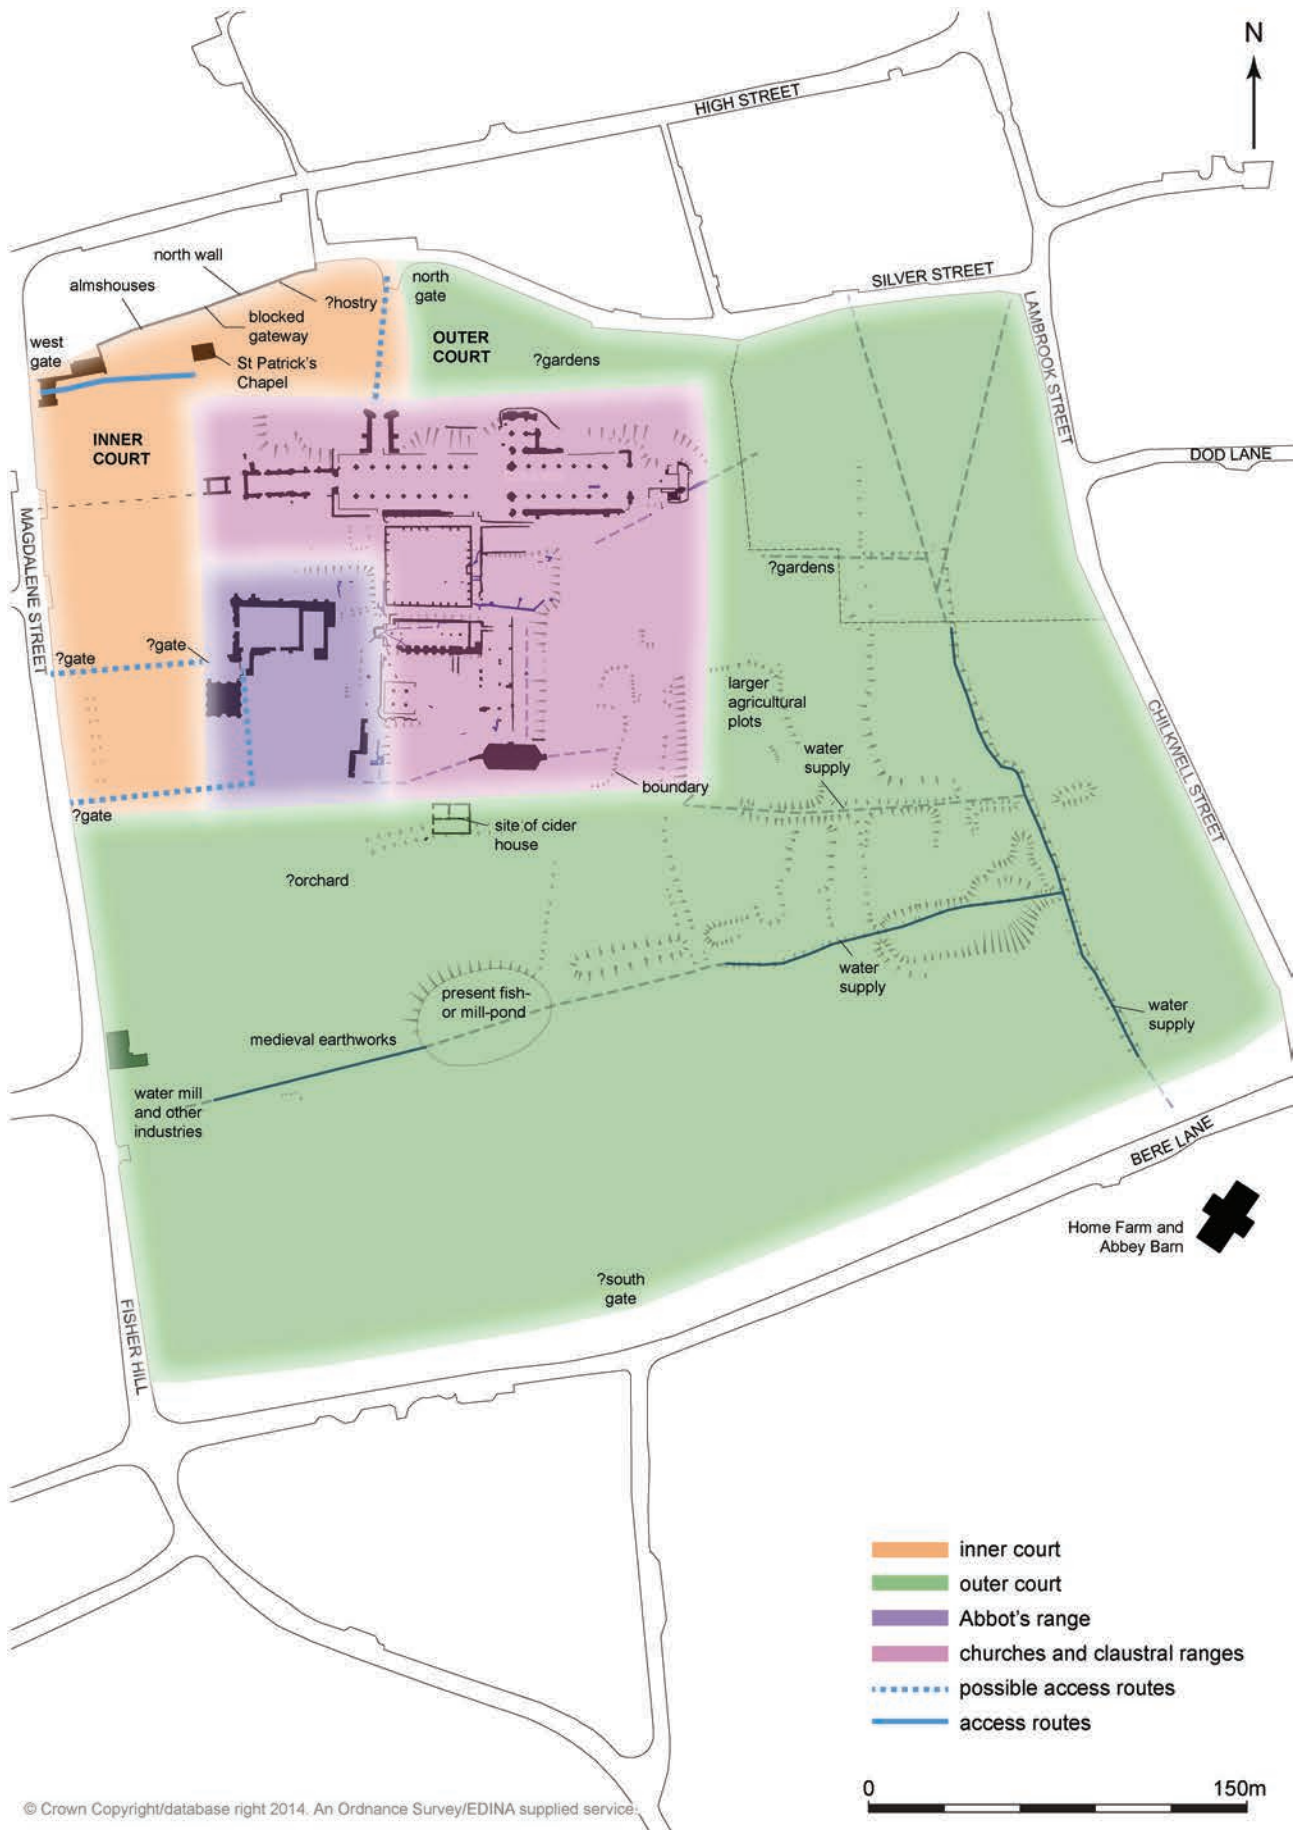 N
HIGH STREET
north wall
almshouses
?hostry
north
gate
SILVER STREET
blocked
gateway
LAMBROOK STREET
west
gate
St Patrick's
Chapel
OUTER
COURT
?gardens
INNER
COURT
DOD LANE
MAGDALENE STREET
?gardens
?gate
?gate
larger
agricultural
plots
CHILKWELL STREET
water
supply
boundary
?gate
site of cider
house
?orchard
water
supply
present fish-
or mill-pond
water
supply
medieval earthworks
water mill
and other
industries
BERE LANE
Home Farm and
Abbey Barn
?south
gate
FISHER HILL
inner court
outer court
Abbot's range
churches and claustral ranges
possible access routes
access routes
0 150m
© Crown Copyright/database right 2014. An Ordnance Survey/EDINA supplied service.